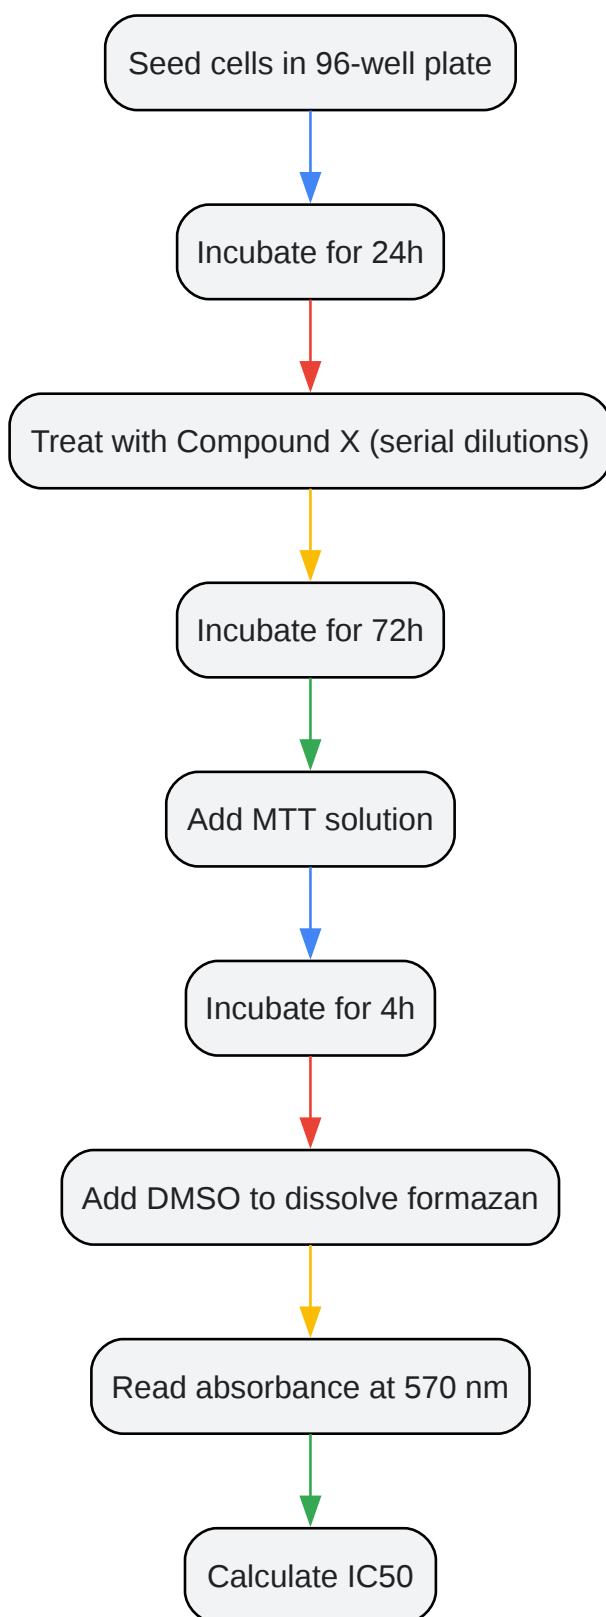 Seed cells in 96-well plate
Incubate for 24h
Treat with Compound X (serial dilutions)
Incubate for 72h
Add MTT solution
Incubate for 4h
Add DMSO to dissolve formazan
Read absorbance at 570 nm
Calculate IC50